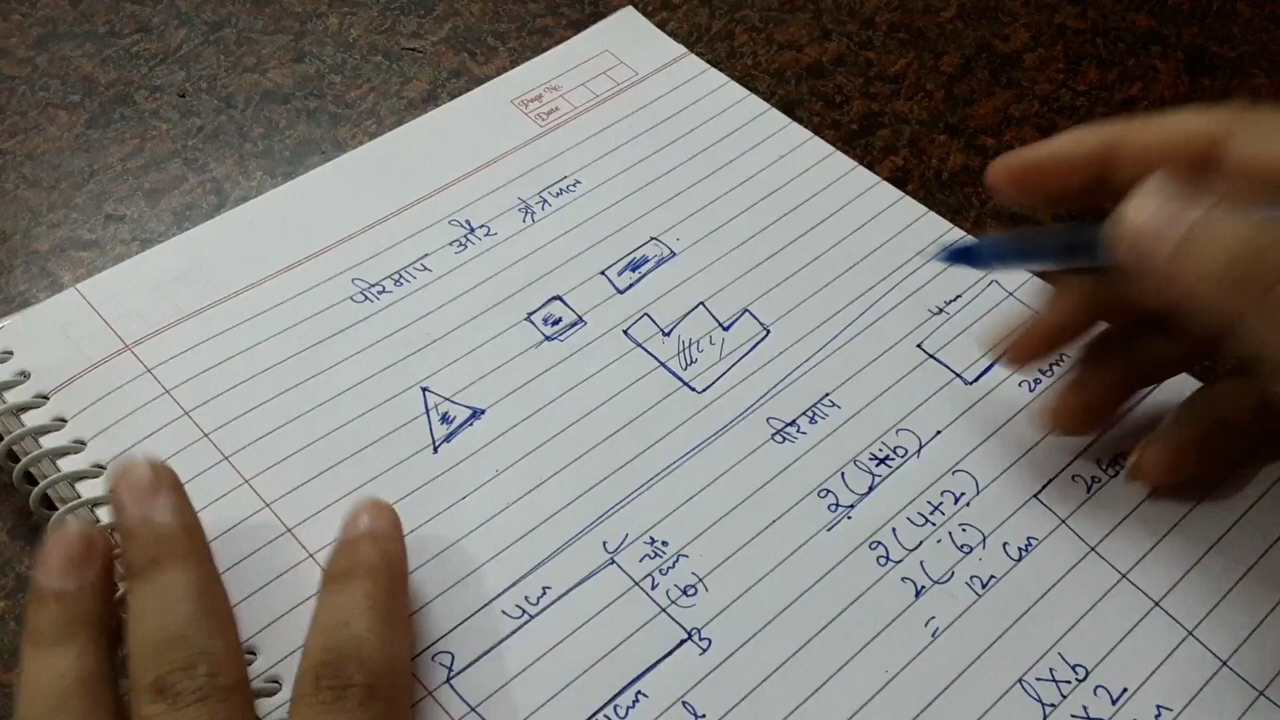 Page No.
Date
परिमाप और क्षेत्रफल
4cm
20cm
परिमाप
2(l+b)
2(4+2)
2(6)
= 12 cm
C
4cm
2cm
(b)
B
4cm
l
l×b
×2